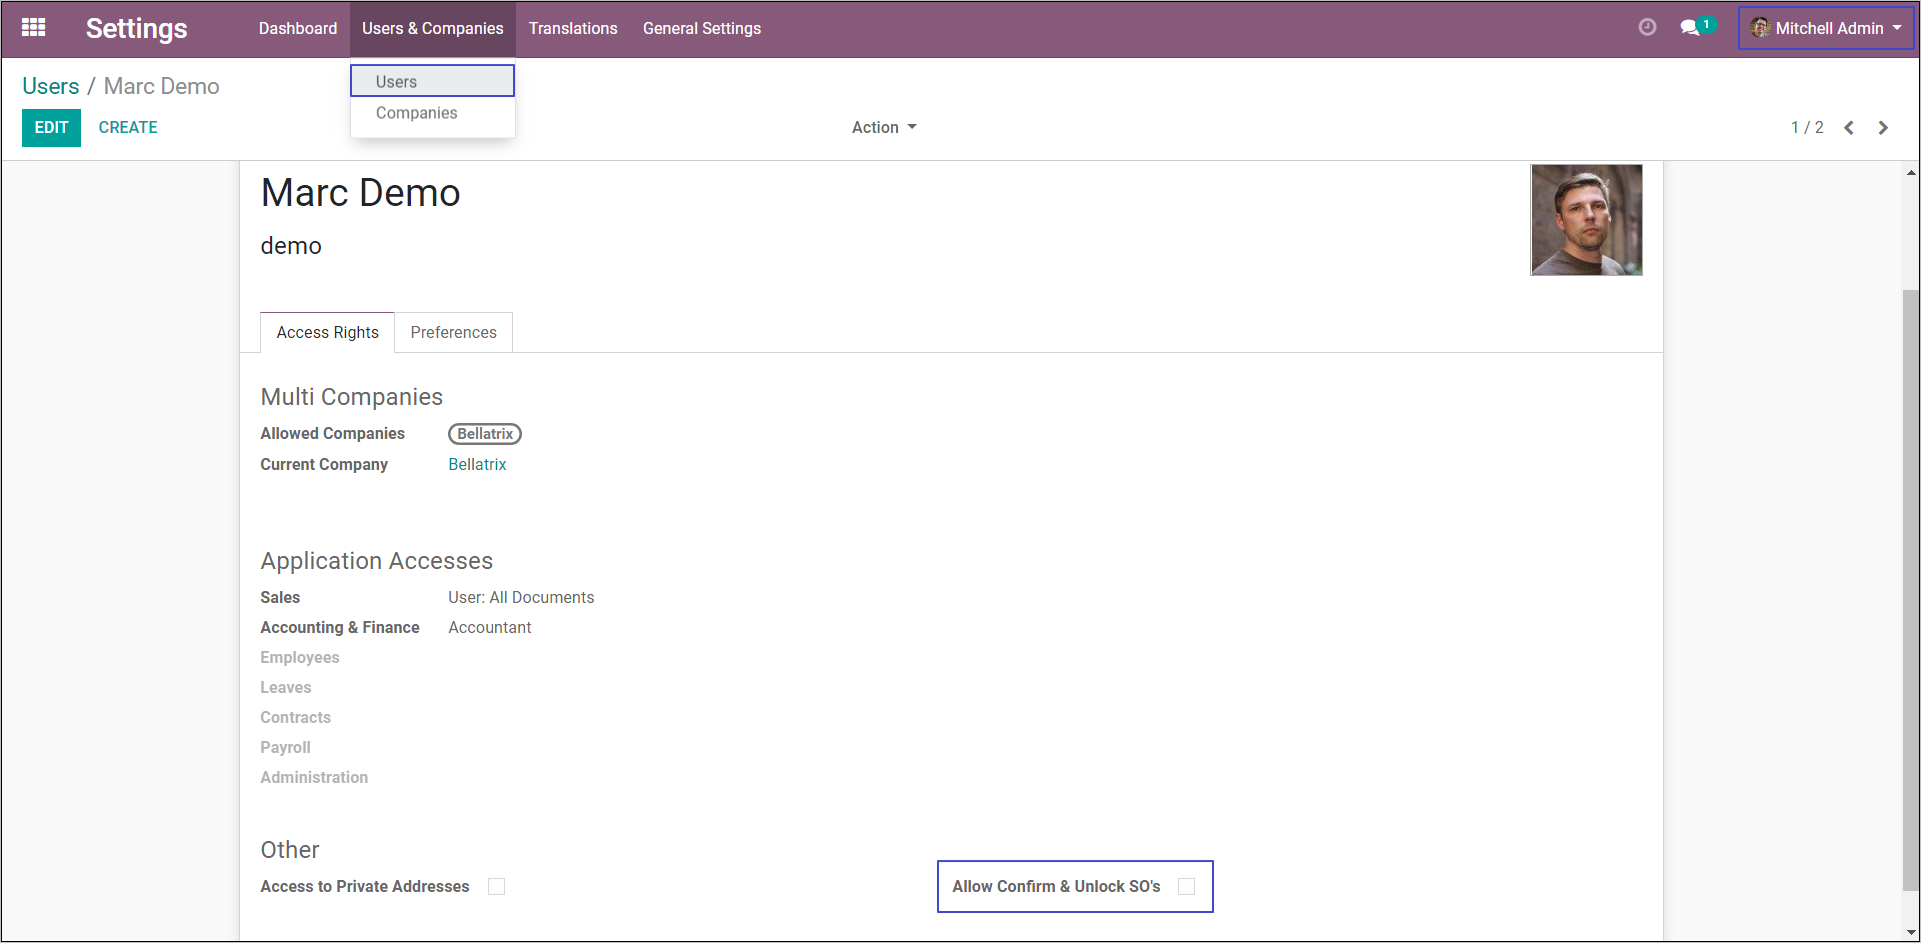 Settings Dashboard Users & Companies Translations General Settings 1 Mitchell Admin
Users / Marc Demo
Users
Companies
EDIT CREATE Action 1 / 2
Marc Demo
demo
Access Rights Preferences
Multi Companies
Allowed Companies Bellatrix
Current Company Bellatrix
Application Accesses
Sales User: All Documents
Accounting & Finance Accountant
Employees
Leaves
Contracts
Payroll
Administration
Other
Access to Private Addresses Allow Confirm & Unlock SO's